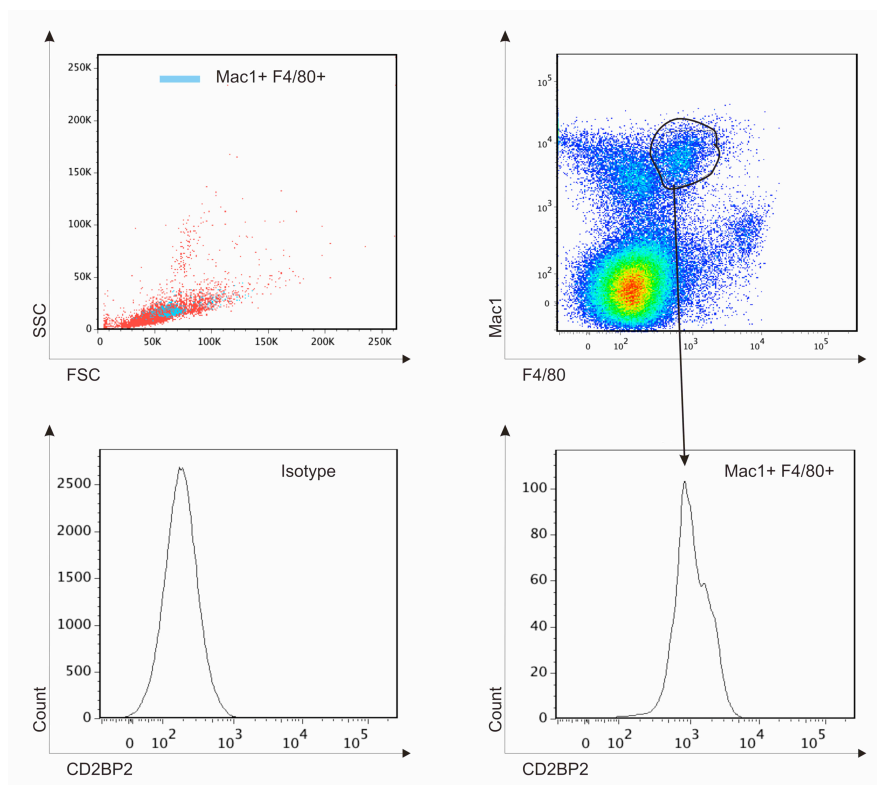 250K
200K
150K
100K
50K
0
0 50K 100K 150K 200K 250K
SSC
FSC
Mac1+ F4/80+
10^5
10^4
10^3
10^2
0
0 10^2 10^3 10^4 10^5
Mac1
F4/80
2500
2000
1500
1000
500
0
0 10^2 10^3 10^4 10^5
Isotype
Count
CD2BP2
100
80
60
40
20
0
0 10^2 10^3 10^4 10^5
Mac1+ F4/80+
Count
CD2BP2